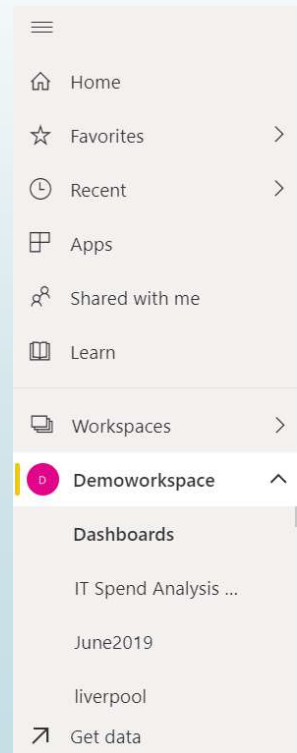 Home
Favorites
Recent
Apps
Shared with me
Learn
Workspaces
D Demoworkspace
Dashboards
IT Spend Analysis ...
June2019
liverpool
Get data